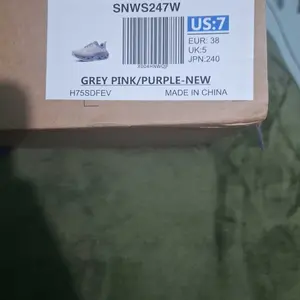 SNWS247W
US:7
EUR: 38
UK:5
JPN:240
GREY PINK/PURPLE-NEW
H75SDFEV MADE IN CHINA